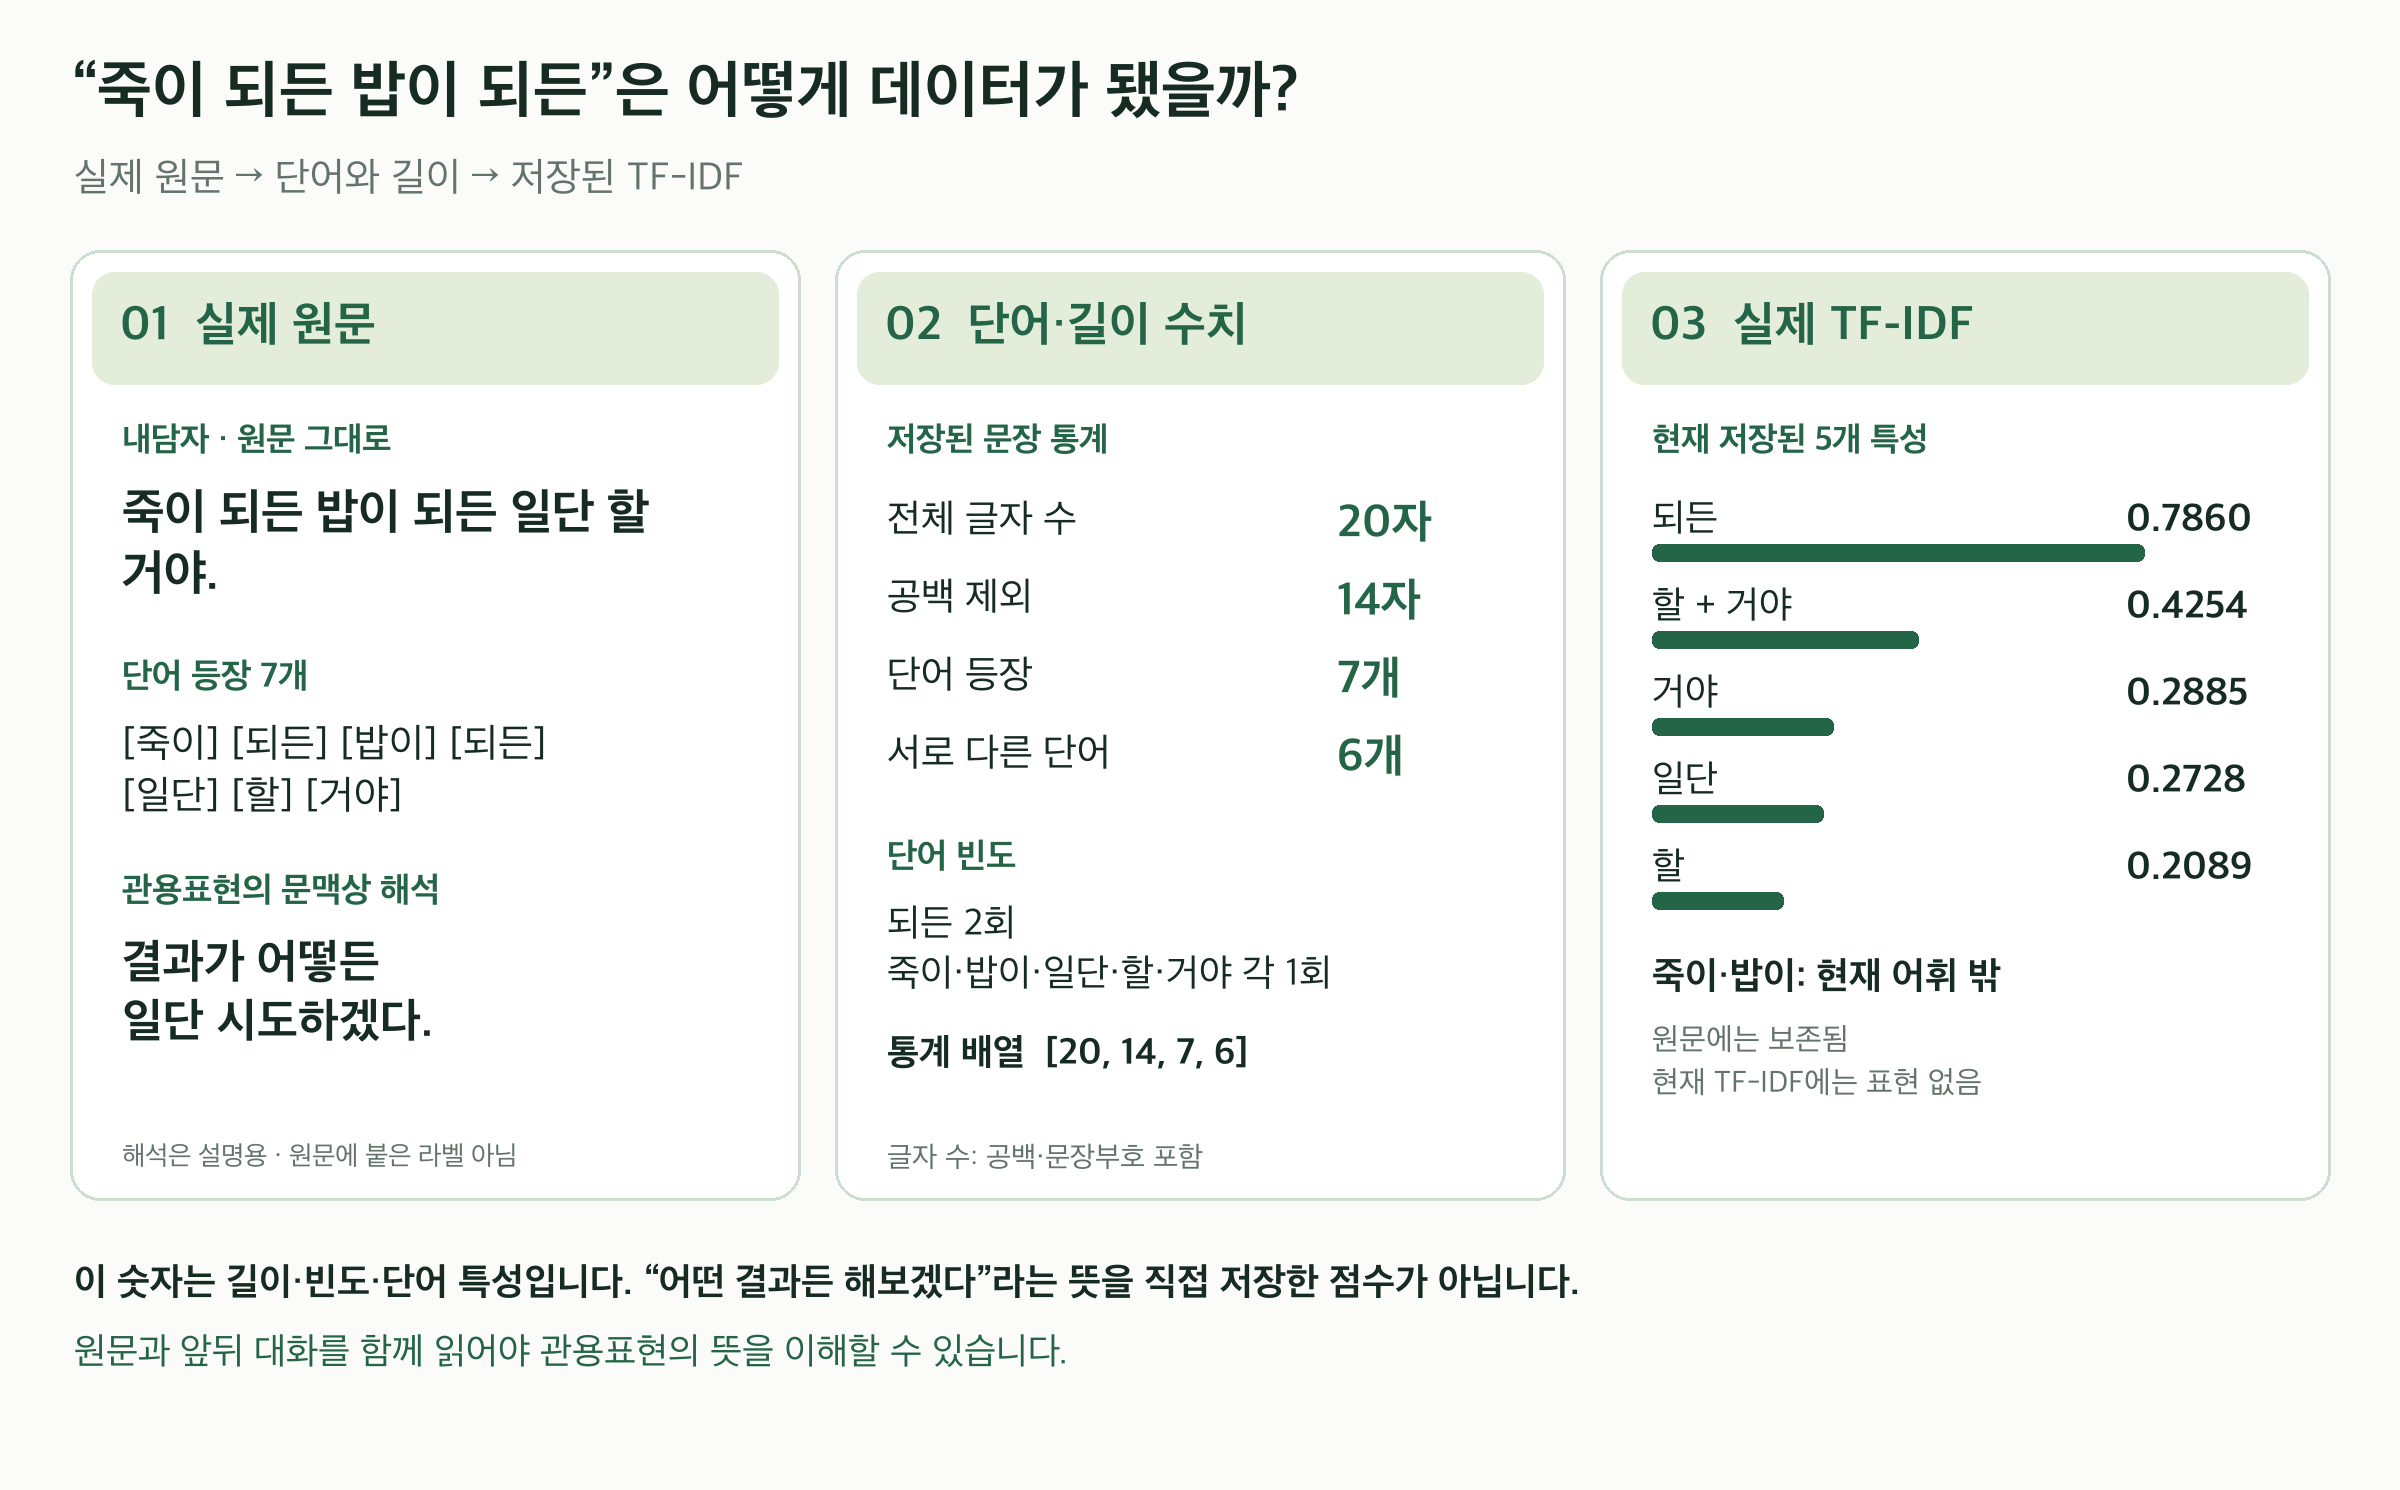 “죽이 되든 밥이 되든”은 어떻게 데이터가 됐을까?
실제 원문 → 단어와 길이 → 저장된 TF-IDF
01 실제 원문
내담자 · 원문 그대로
죽이 되든 밥이 되든 일단 할
거야.
단어 등장 7개
[죽이] [되든] [밥이] [되든]
[일단] [할] [거야]
관용표현의 문맥상 해석
결과가 어떻든
일단 시도하겠다.
해석은 설명용 · 원문에 붙은 라벨 아님
02 단어·길이 수치
저장된 문장 통계
전체 글자 수 20자
공백 제외 14자
단어 등장 7개
서로 다른 단어 6개
단어 빈도
되든 2회
죽이·밥이·일단·할·거야 각 1회
통계 배열 [20, 14, 7, 6]
글자 수: 공백·문장부호 포함
03 실제 TF-IDF
현재 저장된 5개 특성
되든 0.7860
할 + 거야 0.4254
거야 0.2885
일단 0.2728
할 0.2089
죽이·밥이: 현재 어휘 밖
원문에는 보존됨
현재 TF-IDF에는 표현 없음
이 숫자는 길이·빈도·단어 특성입니다. “어떤 결과든 해보겠다”라는 뜻을 직접 저장한 점수가 아닙니다.
원문과 앞뒤 대화를 함께 읽어야 관용표현의 뜻을 이해할 수 있습니다.